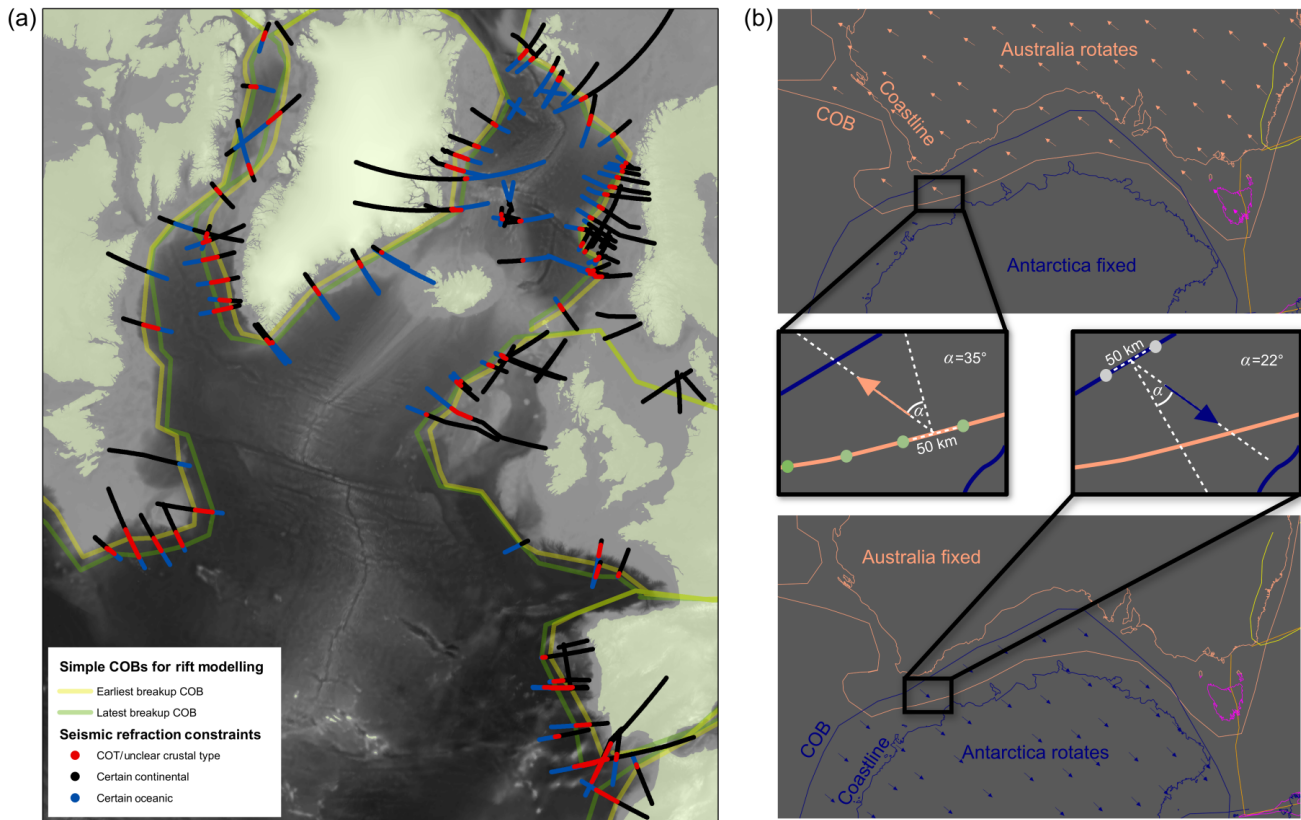 (a)
Simple COBs for rift modelling
Earliest breakup COB
Latest breakup COB
Seismic refraction constraints
COT/unclear crustal type
Certain continental
Certain oceanic
(b)
Australia rotates
Coastline
COB
Antarctica fixed
α=35°
α
50 km
50 km
α=22°
α
Australia fixed
COB
Coastline
Antarctica rotates